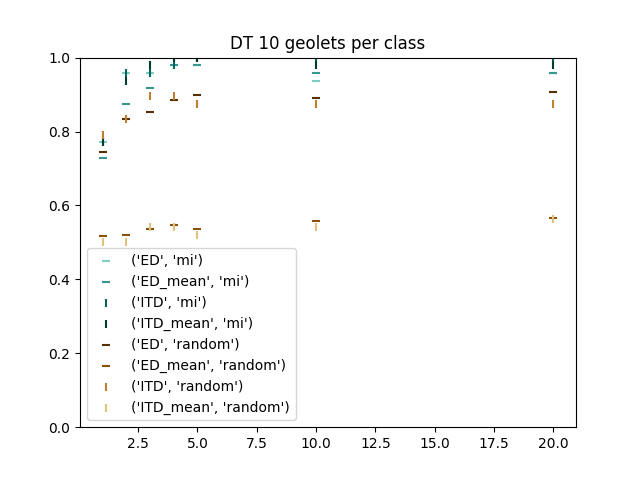 DT 10 geolets per class
1.0
0.8
0.6
0.4
0.2
0.0
('ED', 'mi')
('ED_mean', 'mi')
('ITD', 'mi')
('ITD_mean', 'mi')
('ED', 'random')
('ED_mean', 'random')
('ITD', 'random')
('ITD_mean', 'random')
2.5 5.0 7.5 10.0 12.5 15.0 17.5 20.0